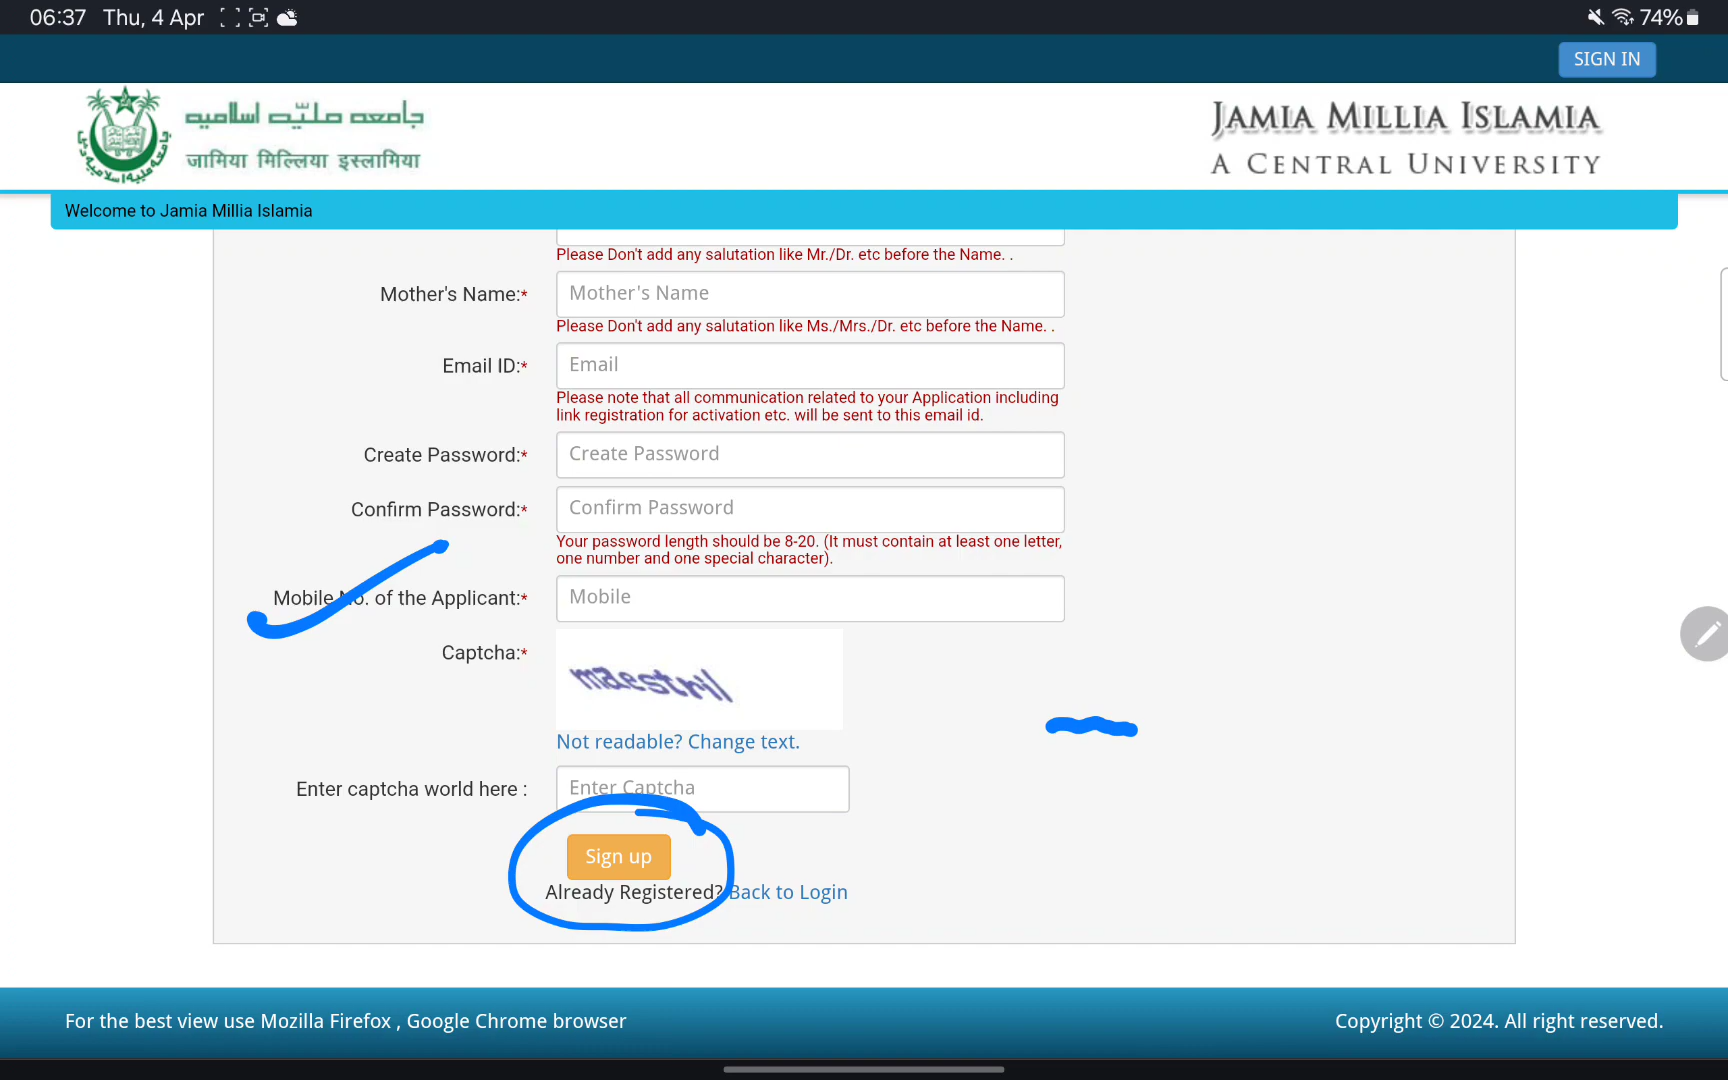 06:37 Thu, 4 Apr
74%
SIGN IN
جامعه ملیّہ اسلامیہ
जामिया मिल्लिया इस्लामिया
JAMIA MILLIA ISLAMIA
A CENTRAL UNIVERSITY
Welcome to Jamia Millia Islamia
Please Don't add any salutation like Mr./Dr. etc before the Name. .
Mother's Name:* Mother's Name
Please Don't add any salutation like Ms./Mrs./Dr. etc before the Name. .
Email ID:* Email
Please note that all communication related to your Application including
link registration for activation etc. will be sent to this email id.
Create Password:* Create Password
Confirm Password:* Confirm Password
Your password length should be 8-20. (It must contain at least one letter,
one number and one special character).
Mobile No. of the Applicant:* Mobile
Captcha:* maestril
Not readable? Change text.
Enter captcha world here : Enter Captcha
Sign up
Already Registered? Back to Login
For the best view use Mozilla Firefox , Google Chrome browser
Copyright © 2024. All right reserved.